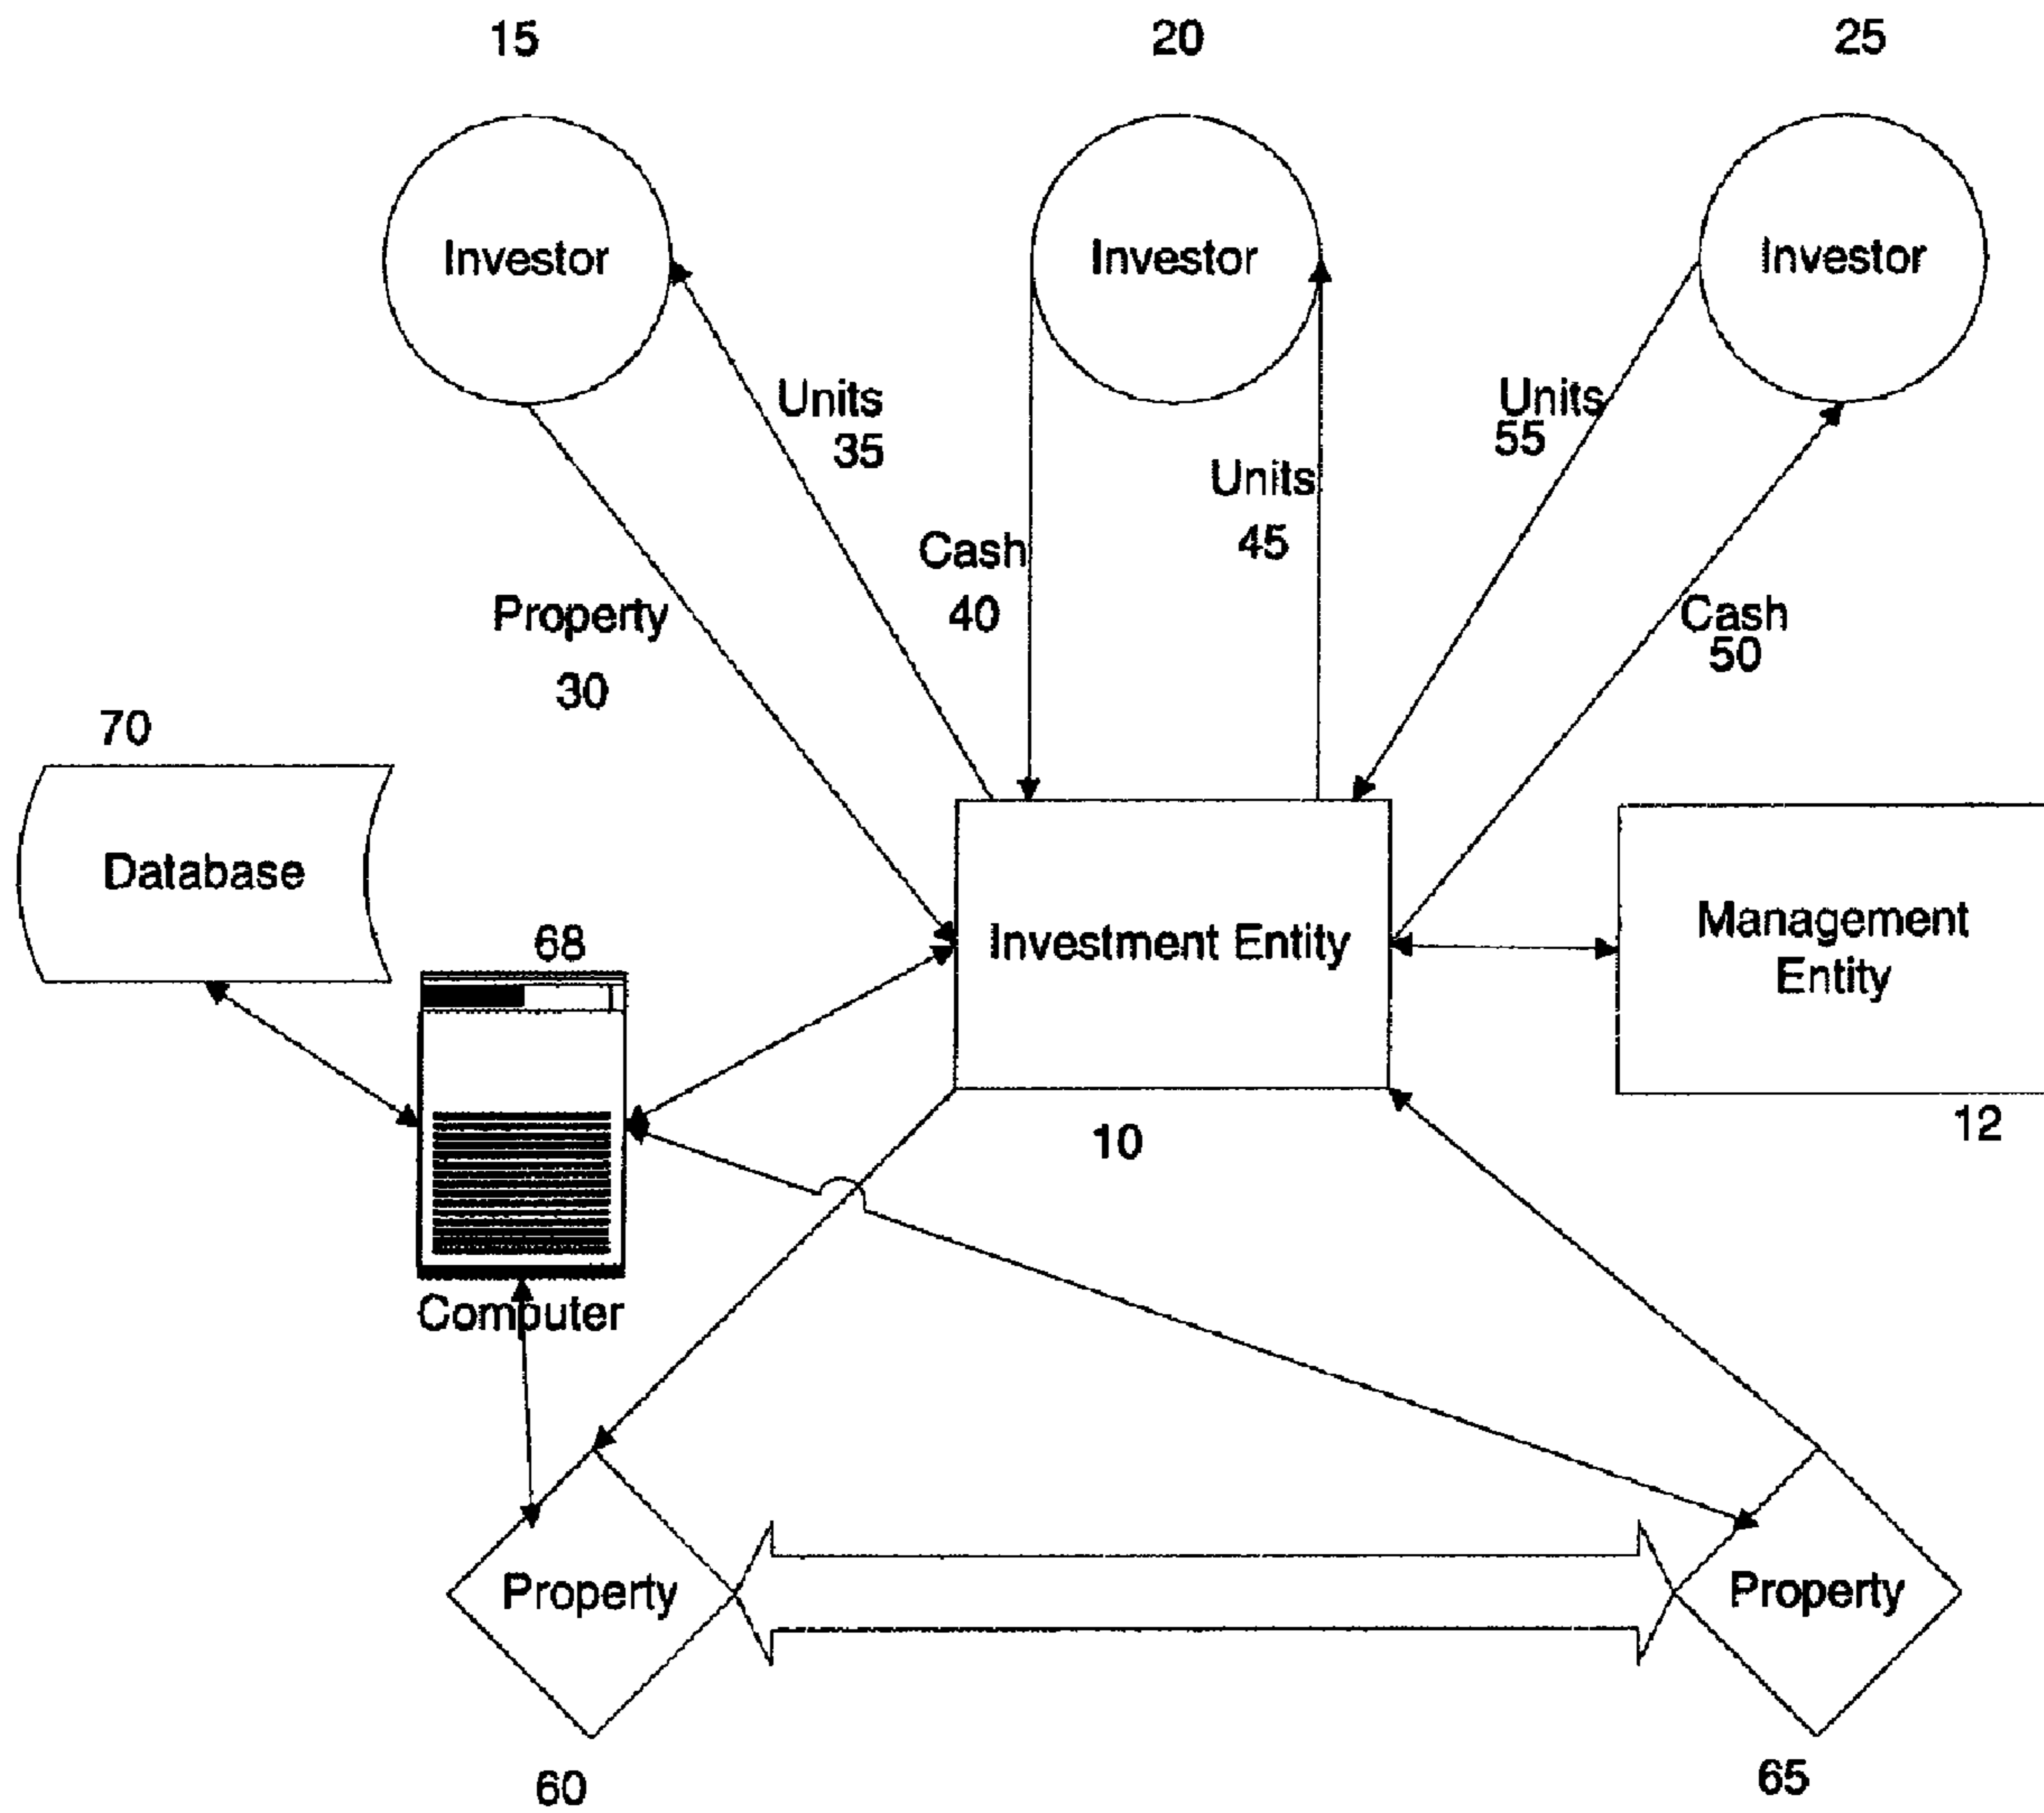 15
20
25
Investor
Investor
Investor
Units
35
Units
55
Units
45
Cash
40
Property
30
Cash
50
70
Database
68
Investment Entity
Management
Entity
10
12
Computer
Property
Property
60
65